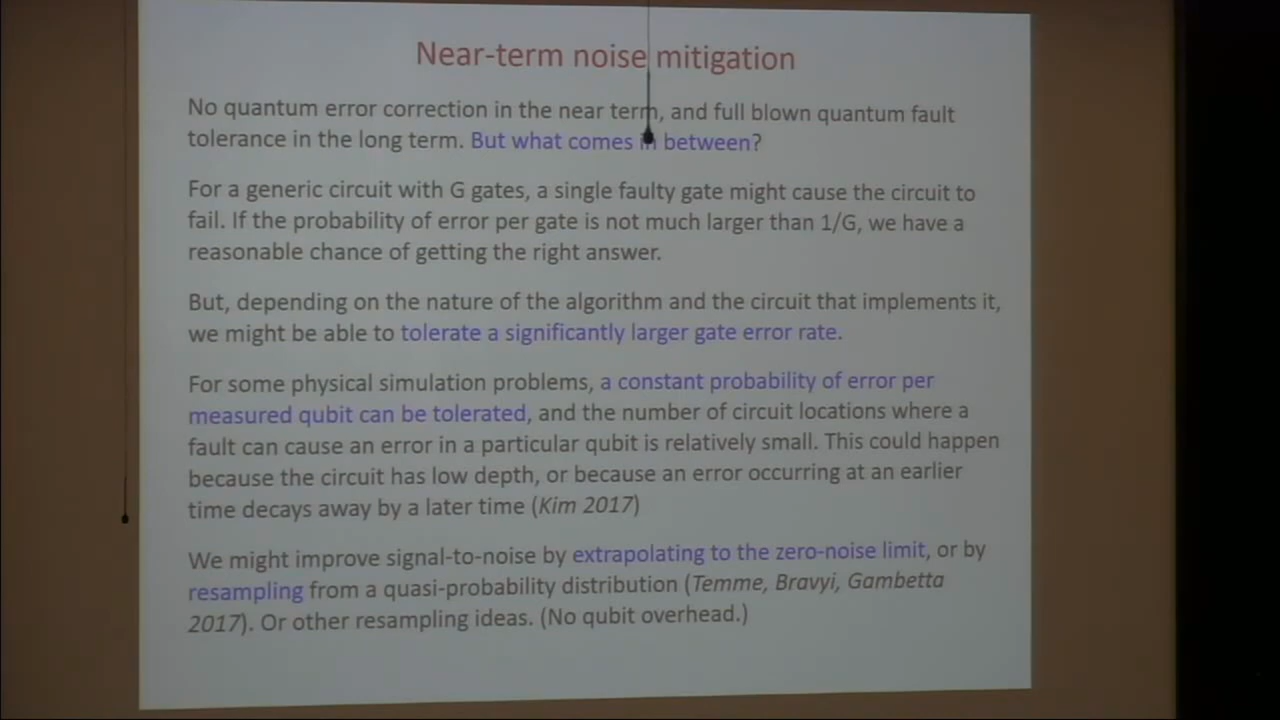 Near-term noise mitigation
No quantum error correction in the near term, and full blown quantum fault
tolerance in the long term. But what comes in between?
For a generic circuit with G gates, a single faulty gate might cause the circuit to
fail. If the probability of error per gate is not much larger than 1/G, we have a
reasonable chance of getting the right answer.
But, depending on the nature of the algorithm and the circuit that implements it,
we might be able to tolerate a significantly larger gate error rate.
For some physical simulation problems, a constant probability of error per
measured qubit can be tolerated, and the number of circuit locations where a
fault can cause an error in a particular qubit is relatively small. This could happen
because the circuit has low depth, or because an error occurring at an earlier
time decays away by a later time (Kim 2017)
We might improve signal-to-noise by extrapolating to the zero-noise limit, or by
resampling from a quasi-probability distribution (Temme, Bravyi, Gambetta
2017). Or other resampling ideas. (No qubit overhead.)